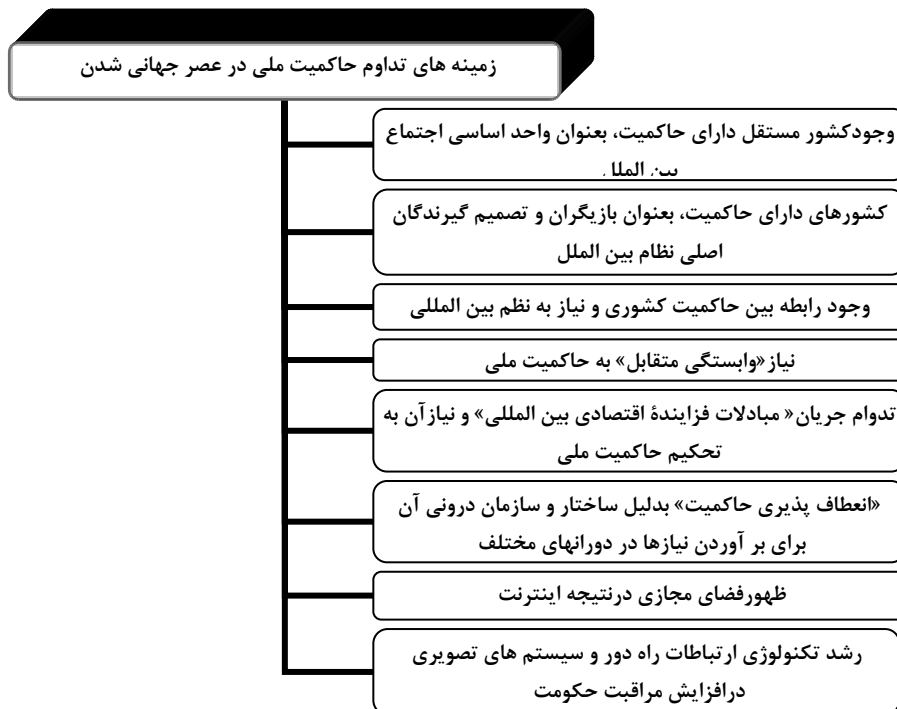 زمینه های تداوم حاکمیت ملی در عصر جهانی شدن
وجودکشور مستقل دارای حاکمیت، بعنوان واحد اساسی اجتماع
بین الملل
کشورهای دارای حاکمیت، بعنوان بازیگران و تصمیم گیرندگان
اصلی نظام بین الملل
وجود رابطه بین حاکمیت کشوری و نیاز به نظم بین المللی
نیاز«وابستگی متقابل» به حاکمیت ملی
تدوام جریان« مبادلات فزایندۀ اقتصادی بین المللی» و نیازآن به
تحکیم حاکمیت ملی
«انعطاف پذیری حاکمیت» بدلیل ساختار و سازمان درونی آن
برای بر آوردن نیازها در دورانهای مختلف
ظهورفضای مجازی درنتیجه اینترنت
رشد تکنولوژی ارتباطات راه دور و سیستم های تصویری
درافزایش مراقبت حکومت